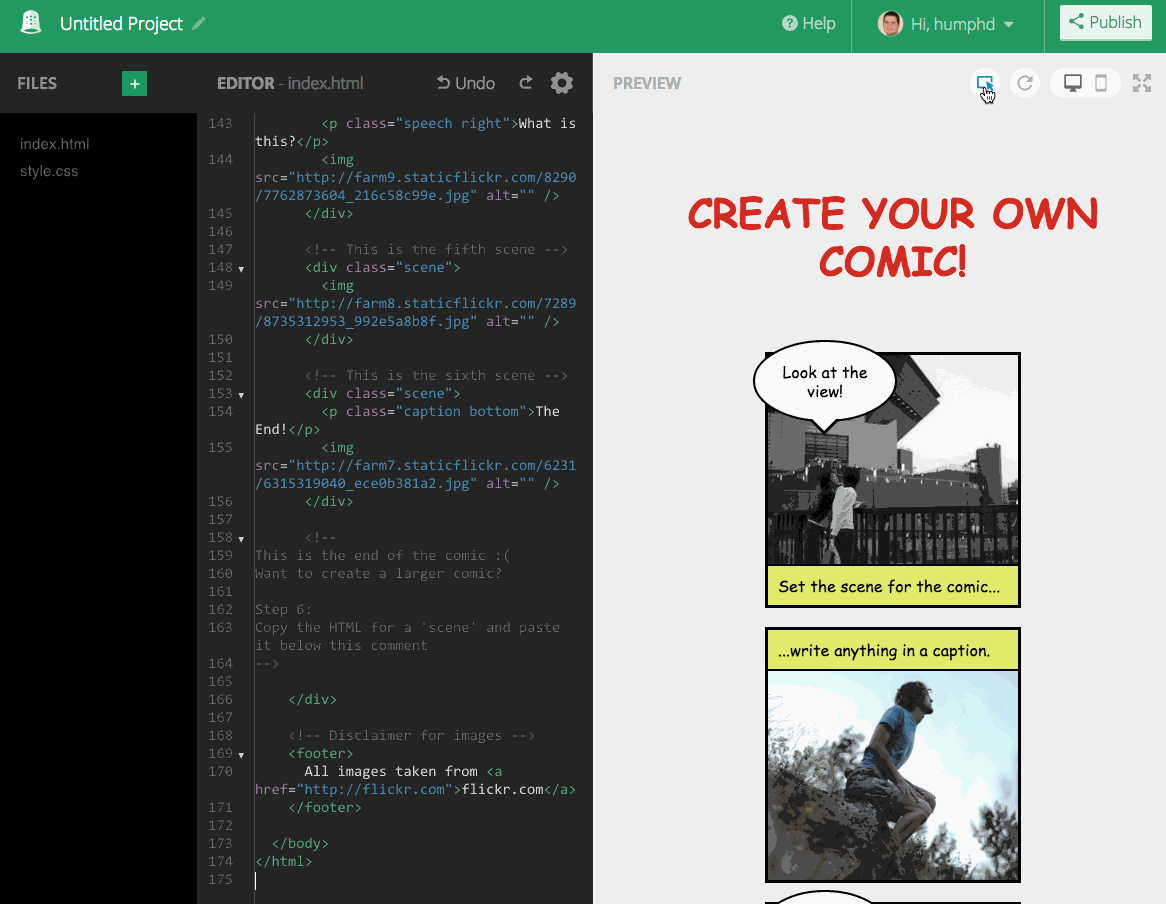 Untitled Project
Help
Hi, humphd
Publish
FILES
+
EDITOR - index.html
Undo
PREVIEW
index.html
style.css
143 <p class="speech right">What is
this?</p>
144 <img
src="http://farm9.staticflickr.com/8290
/7762873604_216c58c99e.jpg" alt="" />
145 </div>
146
147 <!-- This is the fifth scene -->
148 <div class="scene">
149 <img
src="http://farm8.staticflickr.com/7289
/8735312953_992e5a8b8f.jpg" alt="" />
150 </div>
151
152 <!-- This is the sixth scene -->
153 <div class="scene">
154 <p class="caption bottom">The
End!</p>
155 <img
src="http://farm7.staticflickr.com/6231
/6315319040_ece0b381a2.jpg" alt="" />
156 </div>
157
158 <!--
159 This is the end of the comic :(
160 Want to create a larger comic?
161
162 Step 6:
163 Copy the HTML for a 'scene' and paste
it below this comment
164 -->
165
166 </div>
167
168 <!-- Disclaimer for images -->
169 <footer>
170 All images taken from <a
href="http://flickr.com">flickr.com</a>
171 </footer>
172
173 </body>
174 </html>
175
CREATE YOUR OWN
COMIC!
Look at the
view!
Set the scene for the comic...
...write anything in a caption.